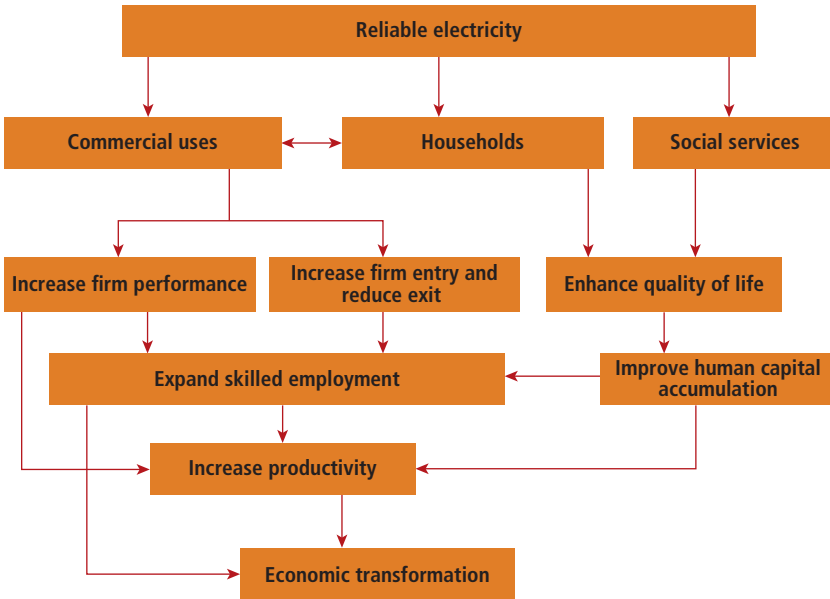 Reliable electricity
Commercial uses
Households
Social services
Increase firm performance
Increase firm entry and
reduce exit
Enhance quality of life
Expand skilled employment
Improve human capital
accumulation
Increase productivity
Economic transformation